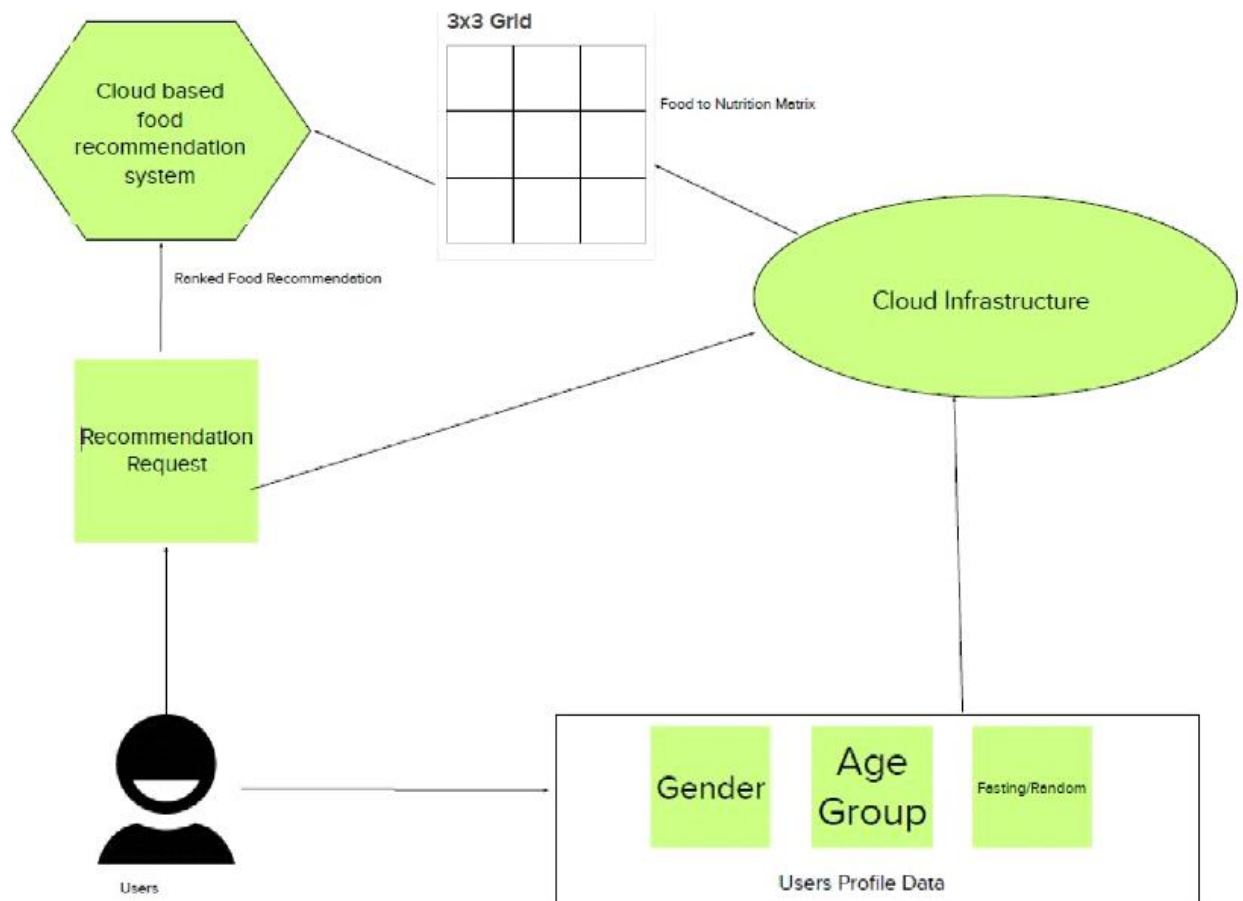 3x3 Grid
Cloud based
food
recommendation
system
Food to Nutrition Matrix
Ranked Food Recommendation
Cloud Infrastructure
Recommendation
Request
Gender
Age
Group
Fasting/Random
Users
Users Profile Data